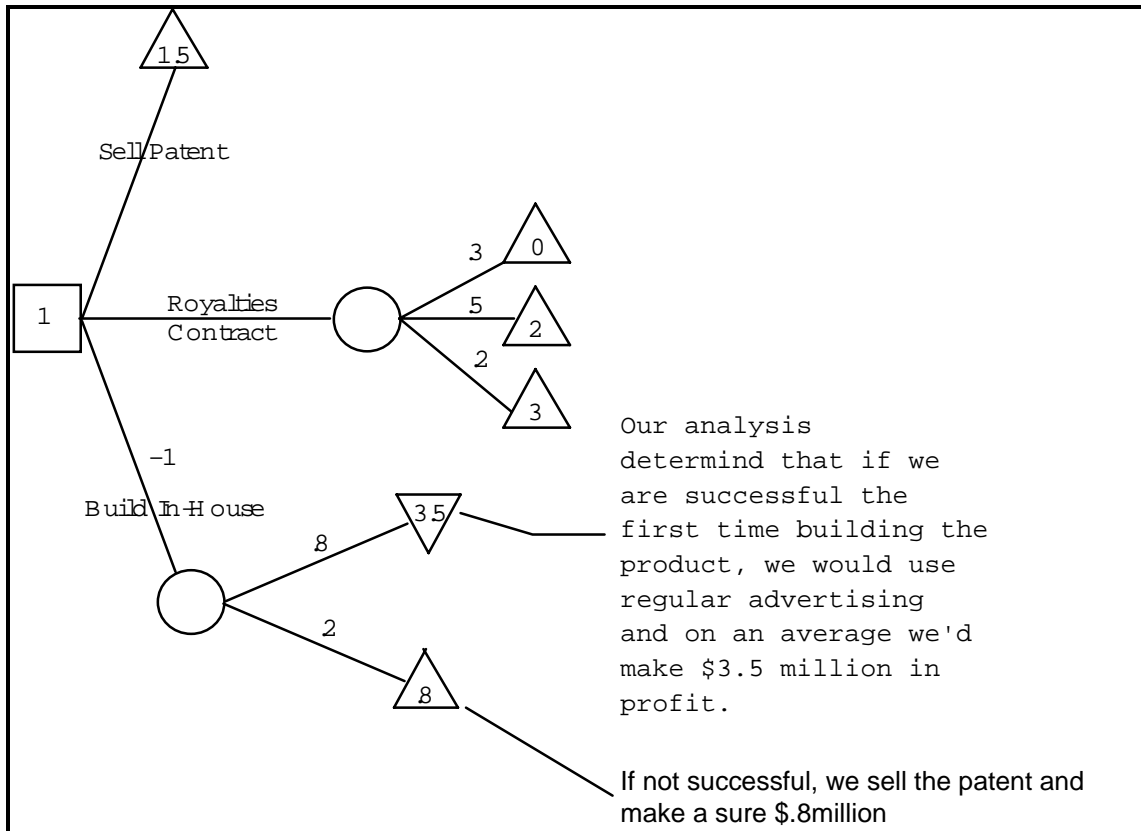 1.5
Sell Patent
.3
0
Royalties
.5
1
2
Contract
.2
3
-1
Build In-House
Our analysis
determind that if we
are successful the
first time building the
product, we would use
regular advertising
and on an average we'd
make $3.5 million in
profit.
3.5
.8
.2
.8
If not successful, we sell the patent and
make a sure $.8million